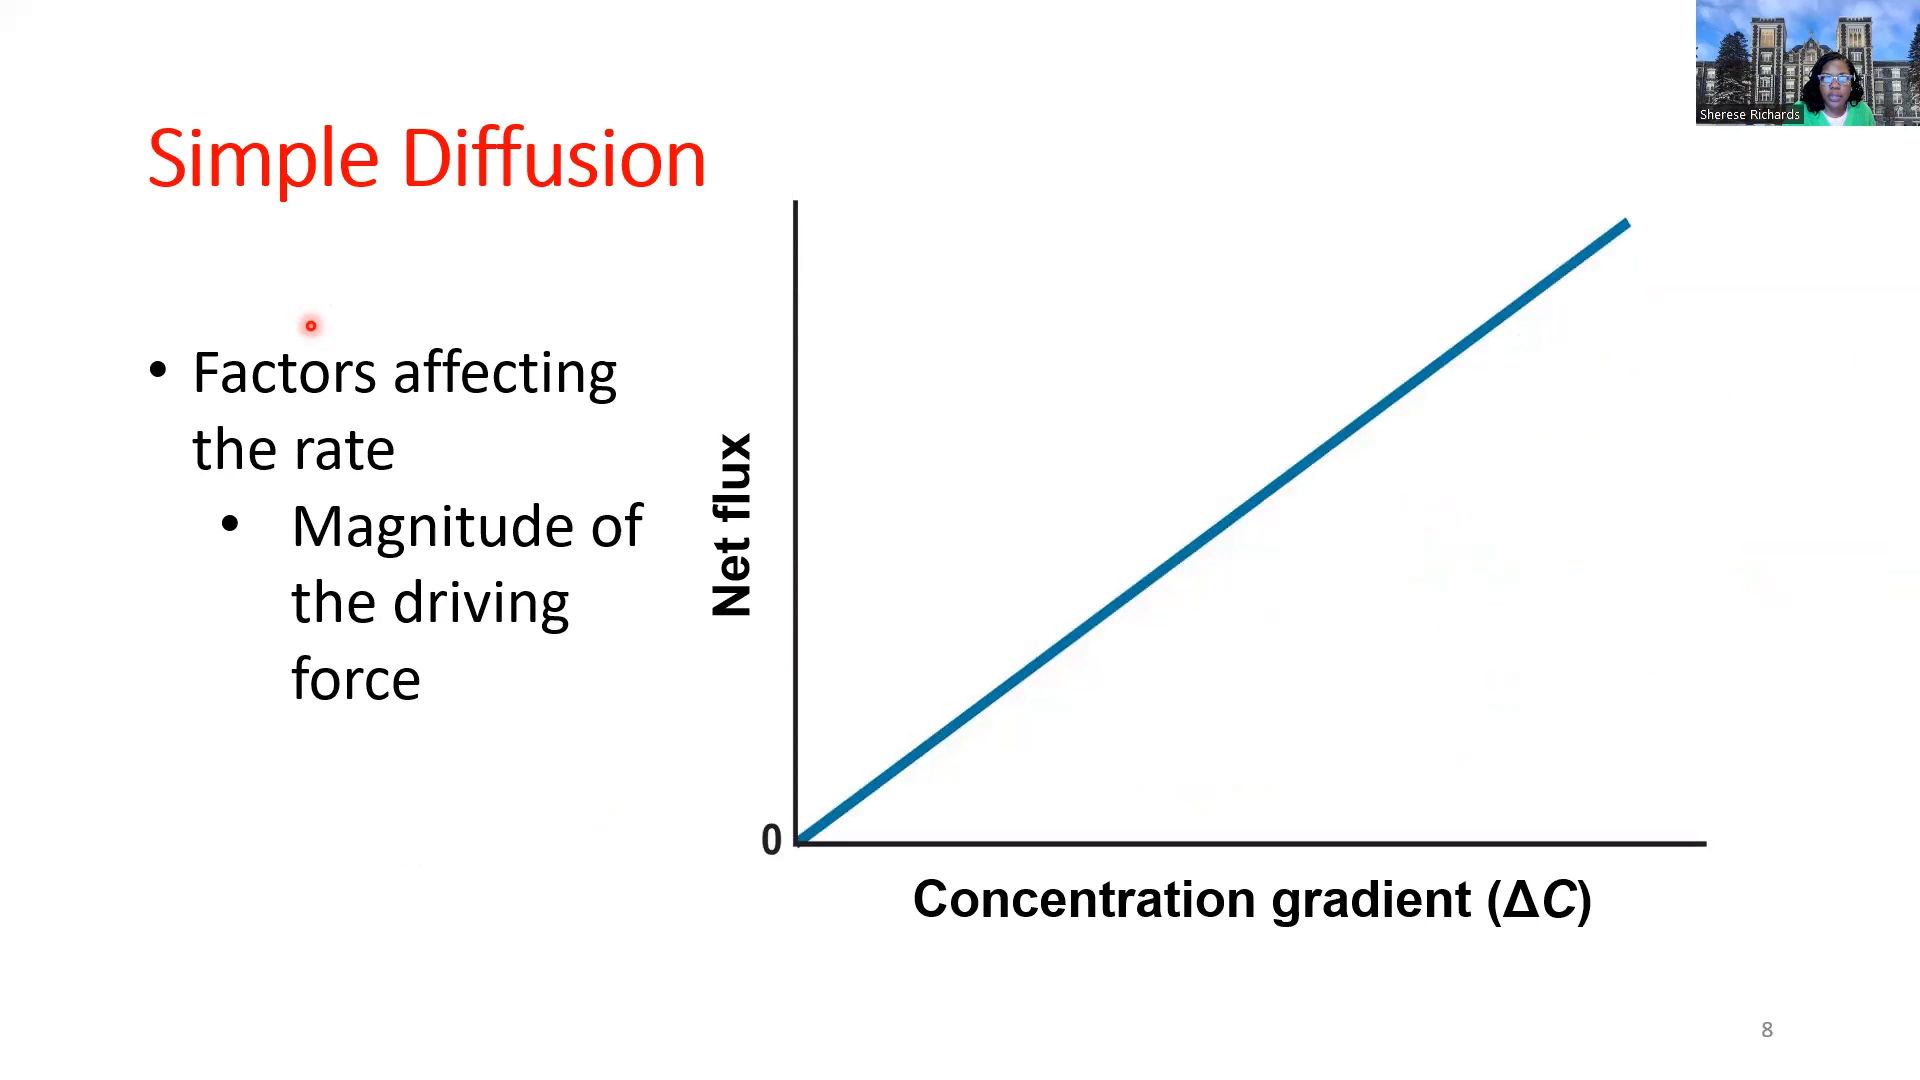 Sherese Richards
Simple Diffusion
• Factors affecting
the rate
• Magnitude of
the driving
force
Net flux
0
Concentration gradient (ΔC)
8